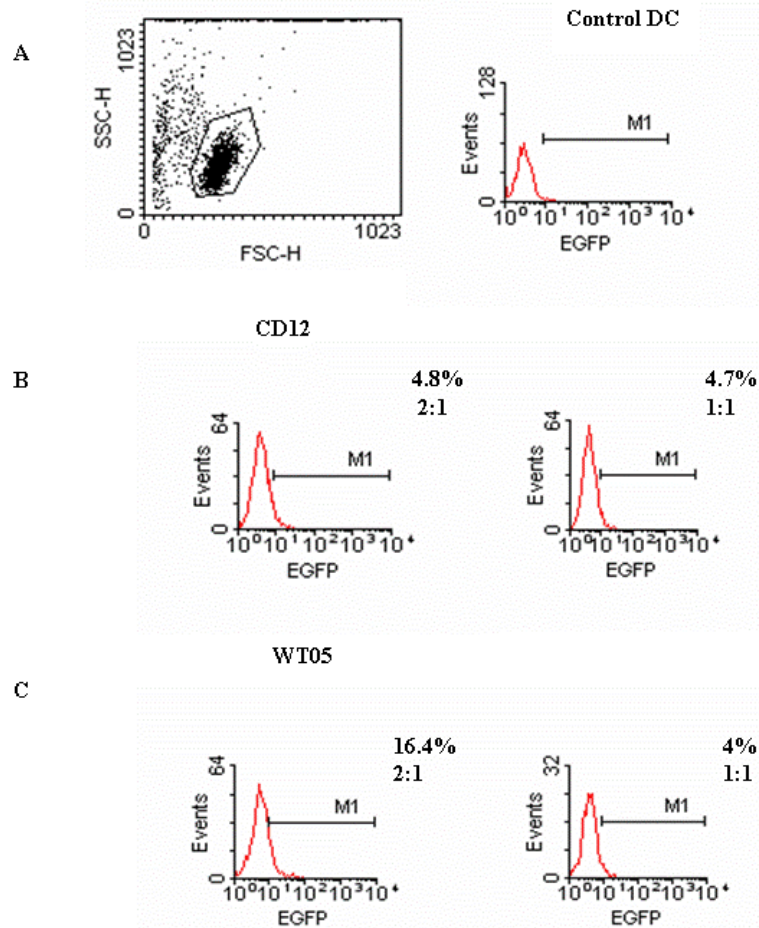 A
Control DC
1023
SSC-H
0
0
1023
FSC-H
128
Events
0
M1
10⁰ 10¹ 10² 10³ 10⁴
EGFP
CD12
B
4.8%
2:1
64
Events
0
M1
10⁰ 10¹ 10² 10³ 10⁴
EGFP
4.7%
1:1
64
Events
0
M1
10⁰ 10¹ 10² 10³ 10⁴
EGFP
WT05
C
16.4%
2:1
64
Events
0
M1
10⁰ 10¹ 10² 10³ 10⁴
EGFP
4%
1:1
32
Events
0
M1
10⁰ 10¹ 10² 10³ 10⁴
EGFP